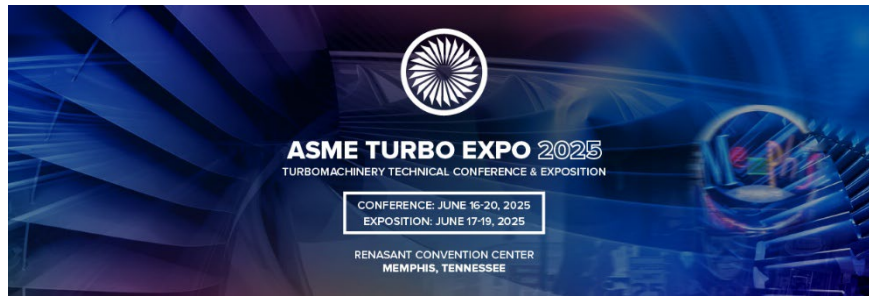 ASME TURBO EXPO 2025
TURBOMACHINERY TECHNICAL CONFERENCE & EXPOSITION
CONFERENCE: JUNE 16-20, 2025
EXPOSITION: JUNE 17-19, 2025
RENASANT CONVENTION CENTER
MEMPHIS, TENNESSEE
Memphis